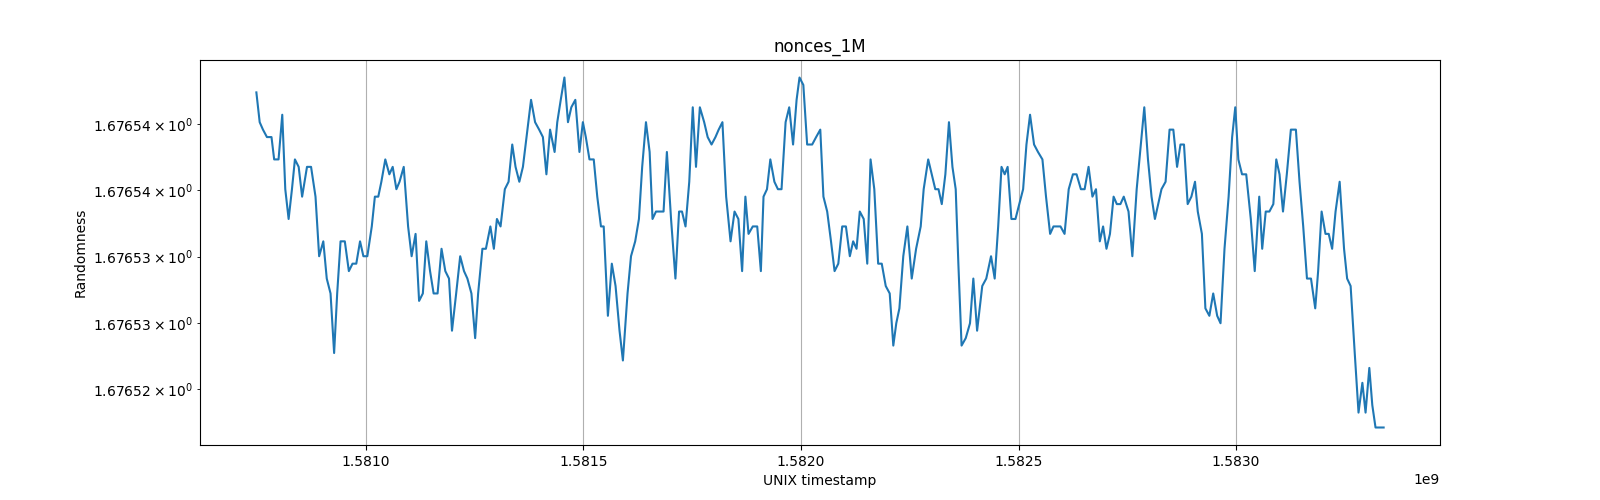 nonces_1M
Randomness
1.67654 × 10⁰
1.67654 × 10⁰
1.67653 × 10⁰
1.67653 × 10⁰
1.67652 × 10⁰
1.5810 1.5815 1.5820 1.5825 1.5830
UNIX timestamp 1e9